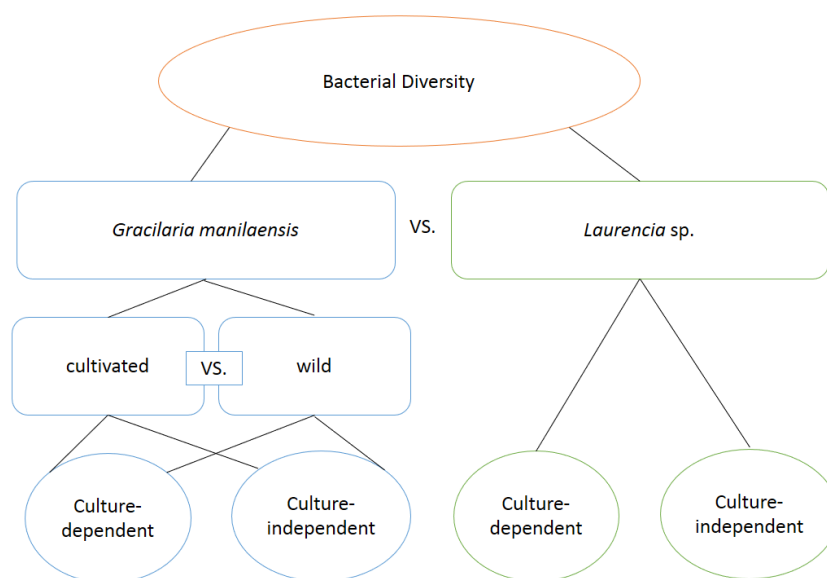 Bacterial Diversity
Gracilaria manilaensis
VS.
Laurencia sp.
cultivated
VS.
wild
Culture-
dependent
Culture-
independent
Culture-
dependent
Culture-
independent